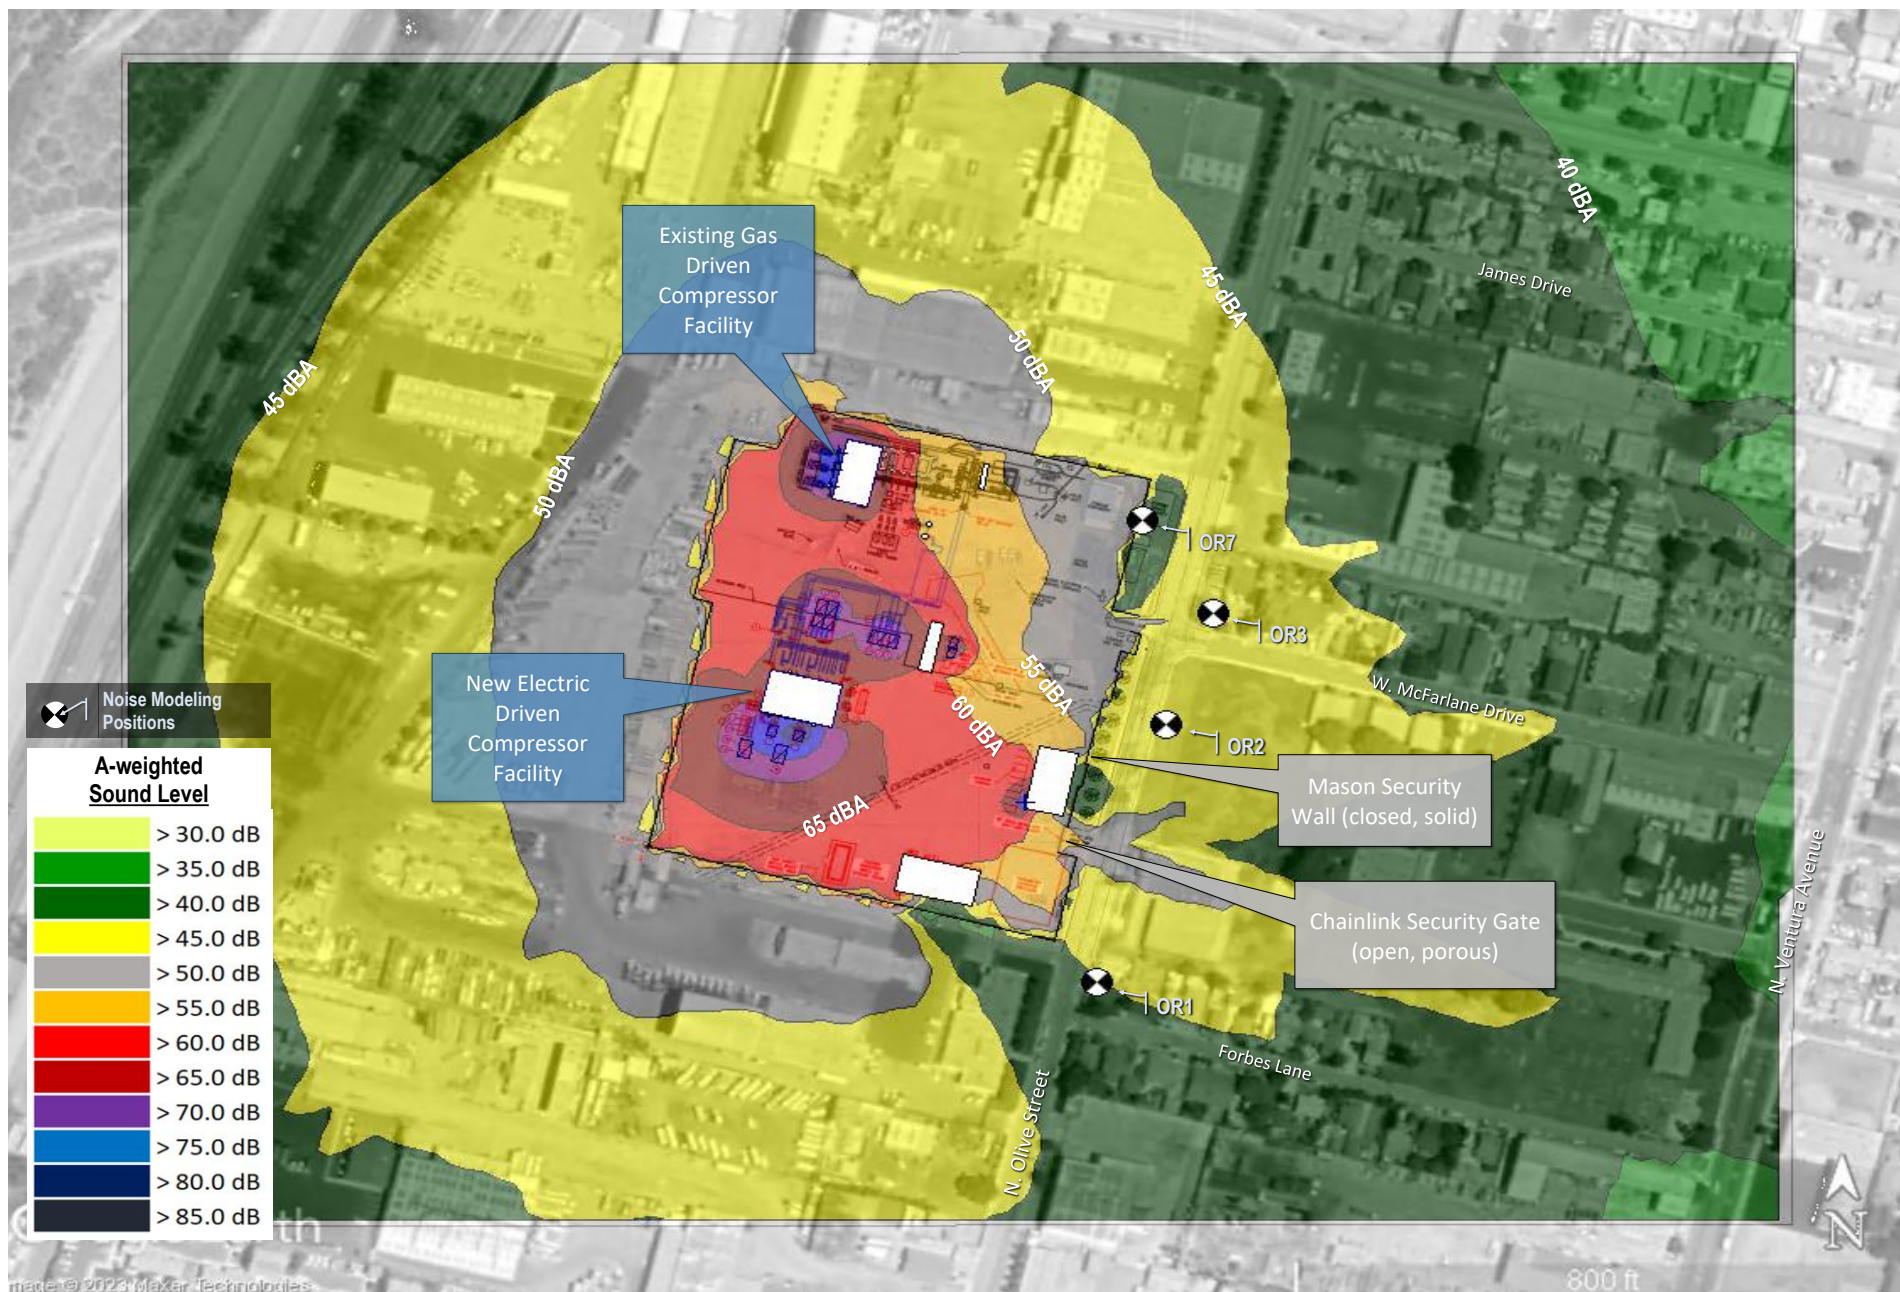 Existing Gas
Driven
Compressor
Facility
40 dBA
James Drive
45 dBA
50 dBA
45 dBA
50 dBA
OR7
OR3
55 dBA
W. McFarlane Drive
60 dBA
OR2
New Electric
Driven
Compressor
Facility
65 dBA
Mason Security
Wall (closed, solid)
Chainlink Security Gate
(open, porous)
N. Ventura Avenue
OR1
Forbes Lane
N. Olive Street
Noise Modeling
Positions
A-weighted
Sound Level
> 30.0 dB
> 35.0 dB
> 40.0 dB
> 45.0 dB
> 50.0 dB
> 55.0 dB
> 60.0 dB
> 65.0 dB
> 70.0 dB
> 75.0 dB
> 80.0 dB
> 85.0 dB
N
© 2023 Maxar Technologies
800 ft